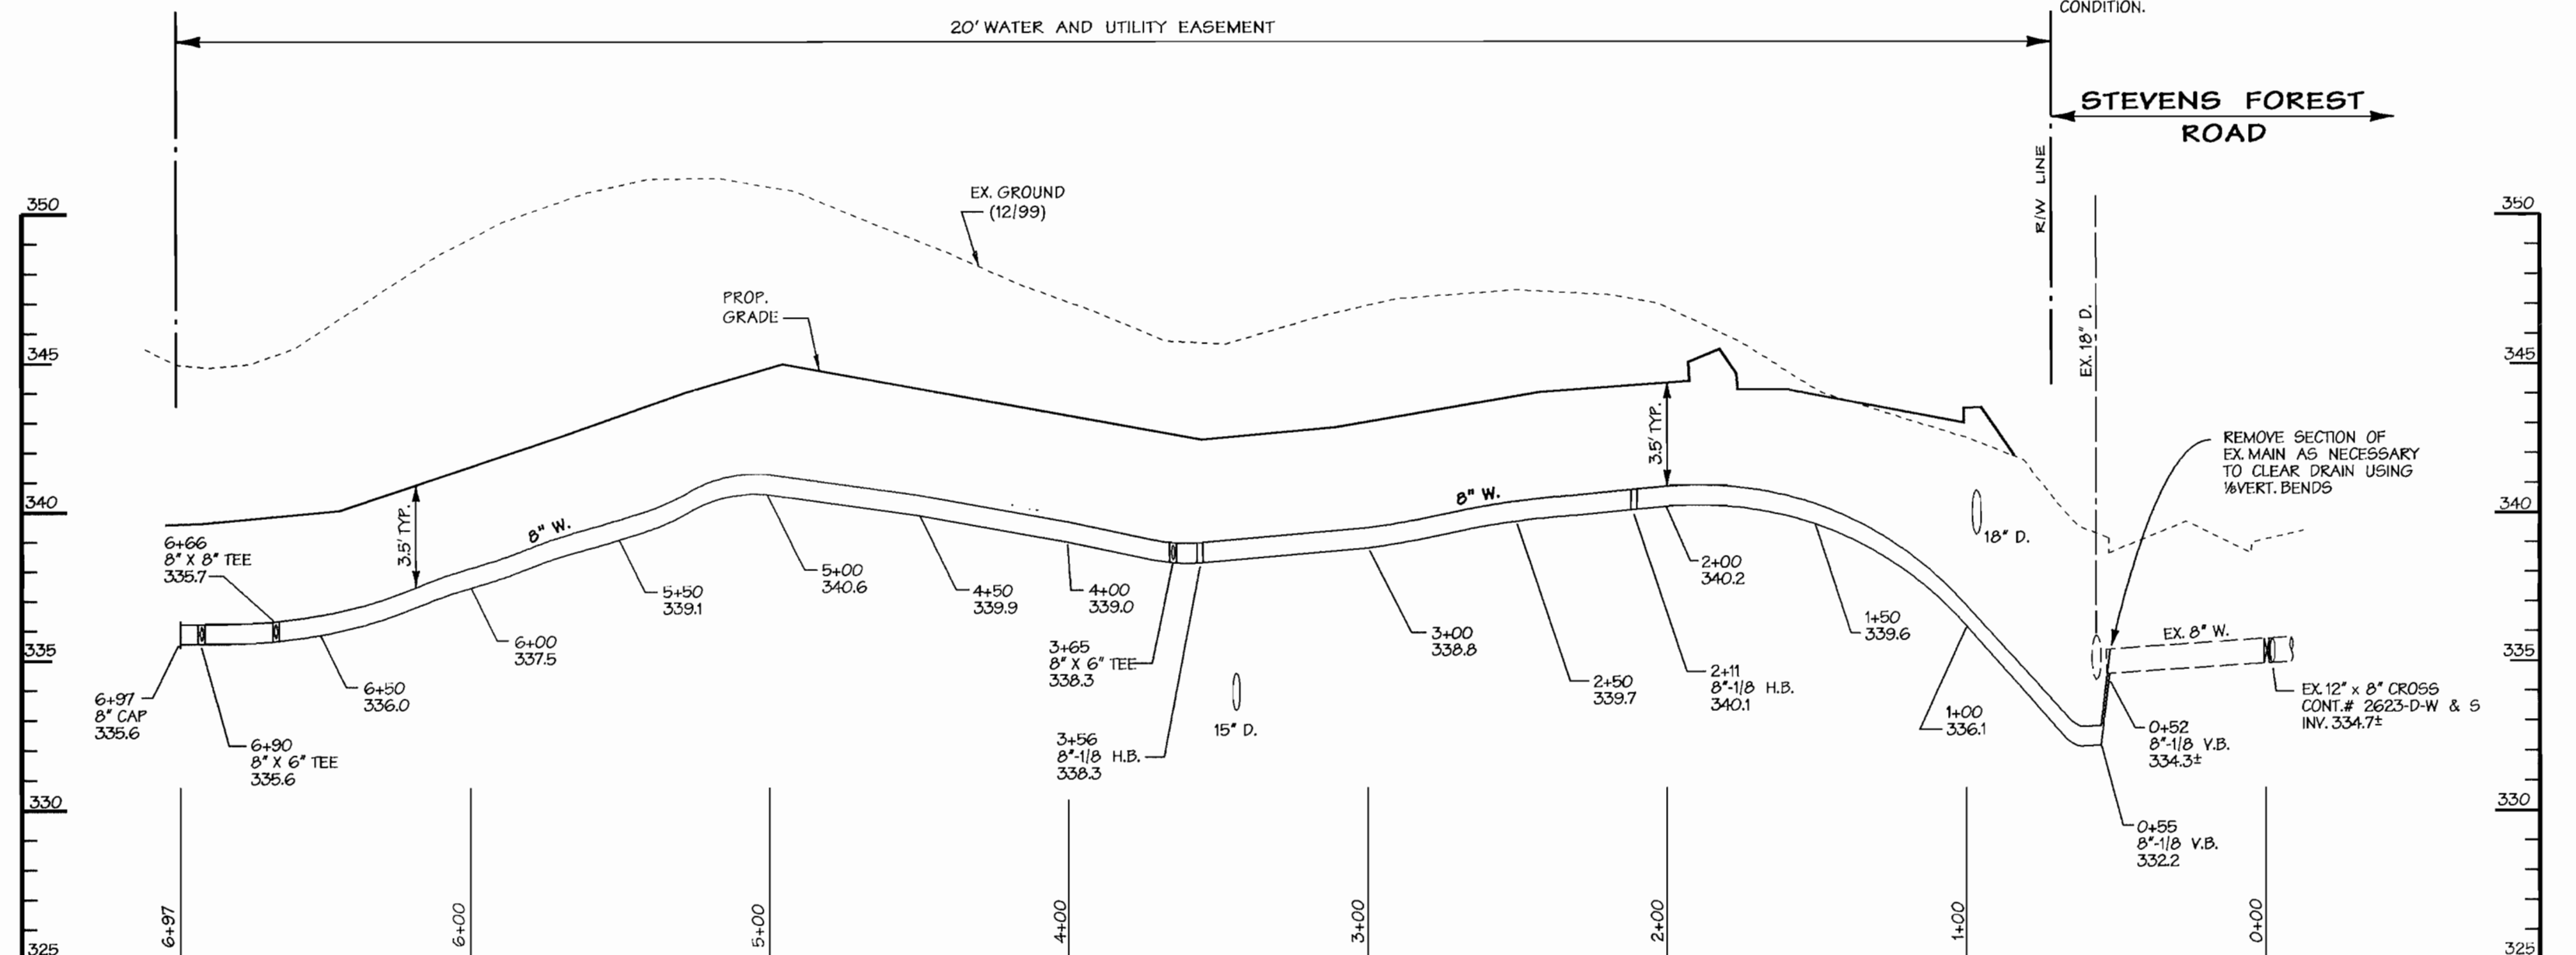 CONDITION.
20' WATER AND UTILITY EASEMENT
STEVENS FOREST
ROAD
R/W LINE
EX. GROUND
(12/99)
PROP.
GRADE
EX. 18" D.
350
345
340
335
330
325
350
345
340
335
330
325
REMOVE SECTION OF
EX. MAIN AS NECESSARY
TO CLEAR DRAIN USING
⅛ VERT. BENDS
3.5' TYP.
3.5' TYP.
8" W.
8" W.
EX. 8" W.
18" D.
15" D.
6+66
8" X 8" TEE
335.7
6+97
8" CAP
335.6
6+90
8" X 6" TEE
335.6
6+50
336.0
6+00
337.5
5+50
339.1
5+00
340.6
4+50
339.9
4+00
339.0
3+65
8" X 6" TEE
338.3
3+56
8"-1/8 H.B.
338.3
3+00
338.8
2+50
339.7
2+11
8"-1/8 H.B.
340.1
2+00
340.2
1+50
339.6
1+00
336.1
0+52
8"-1/8 V.B.
334.3±
0+55
8"-1/8 V.B.
332.2
EX. 12" x 8" CROSS
CONT.# 2623-D-W & S
INV. 334.7±
6+97
6+00
5+00
4+00
3+00
2+00
1+00
0+00